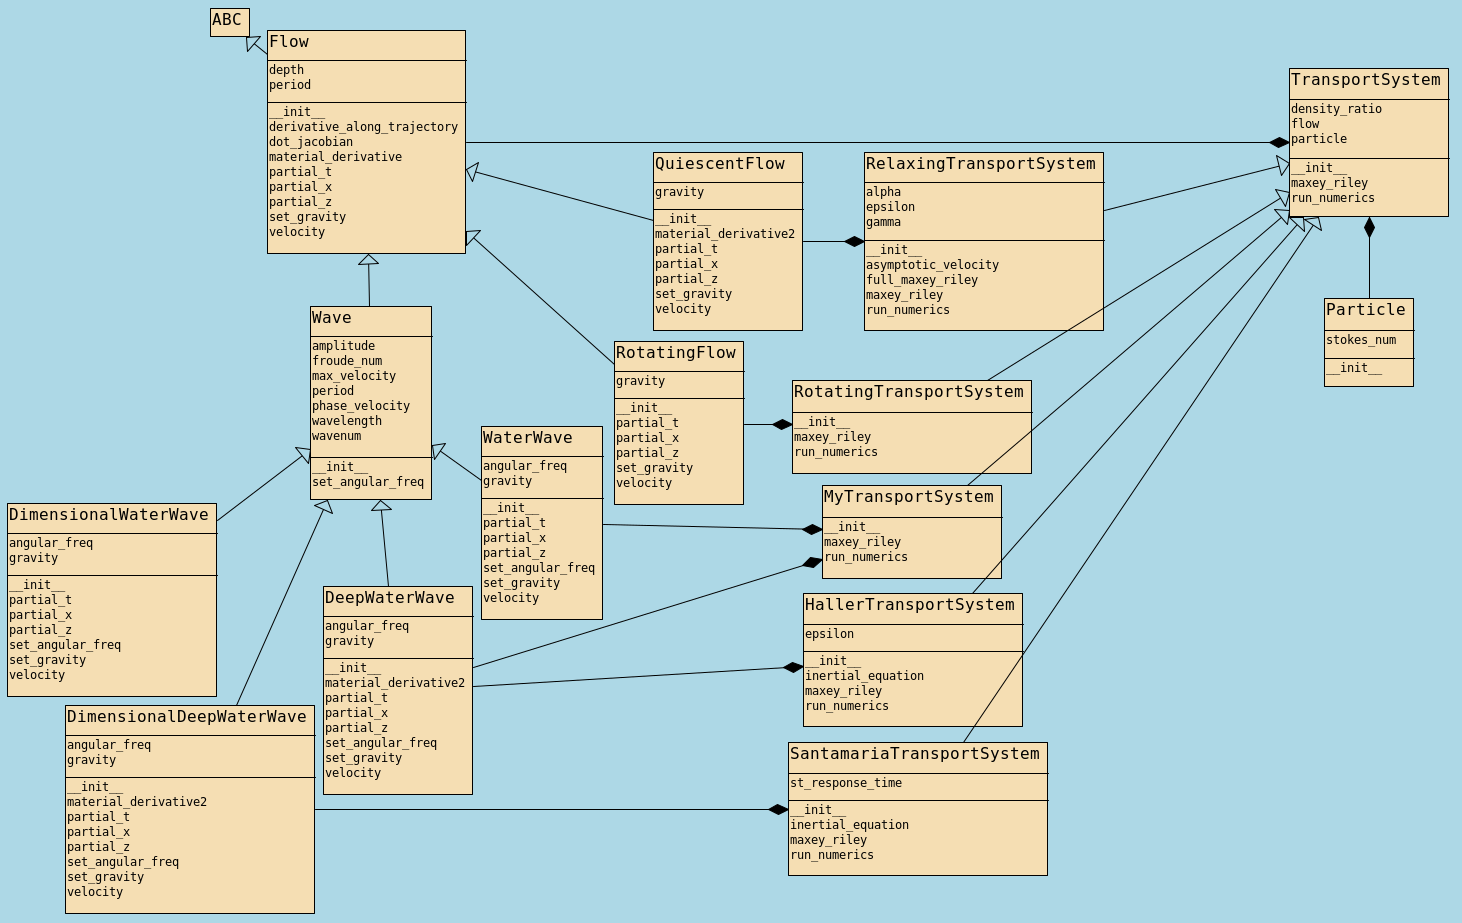 ABC
Flow
depth
period
__init__
derivative_along_trajectory
dot_jacobian
material_derivative
partial_t
partial_x
partial_z
set_gravity
velocity
TransportSystem
density_ratio
flow
particle
__init__
maxey_riley
run_numerics
QuiescentFlow
gravity
__init__
material_derivative2
partial_t
partial_x
partial_z
set_gravity
velocity
RelaxingTransportSystem
alpha
epsilon
gamma
__init__
asymptotic_velocity
full_maxey_riley
maxey_riley
run_numerics
Particle
stokes_num
__init__
Wave
amplitude
froude_num
max_velocity
period
phase_velocity
wavelength
wavenum
__init__
set_angular_freq
RotatingFlow
gravity
__init__
partial_t
partial_x
partial_z
set_gravity
velocity
RotatingTransportSystem
__init__
maxey_riley
run_numerics
WaterWave
angular_freq
gravity
__init__
partial_t
partial_x
partial_z
set_angular_freq
set_gravity
velocity
MyTransportSystem
__init__
maxey_riley
run_numerics
DimensionalWaterWave
angular_freq
gravity
__init__
partial_t
partial_x
partial_z
set_angular_freq
set_gravity
velocity
DeepWaterWave
angular_freq
gravity
__init__
material_derivative2
partial_t
partial_x
partial_z
set_angular_freq
set_gravity
velocity
HallerTransportSystem
epsilon
__init__
inertial_equation
maxey_riley
run_numerics
DimensionalDeepWaterWave
angular_freq
gravity
__init__
material_derivative2
partial_t
partial_x
partial_z
set_angular_freq
set_gravity
velocity
SantamariaTransportSystem
st_response_time
__init__
inertial_equation
maxey_riley
run_numerics